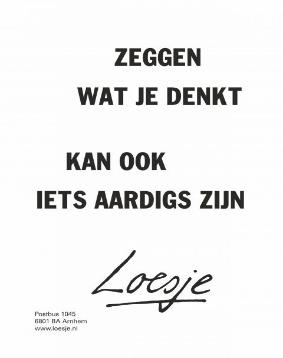 ZEGGEN
WAT JE DENKT
KAN OOK
IETS AARDIGS ZIJN
Loesje
Postbus 1045
6801 BA Arnhem
www.loesje.nl